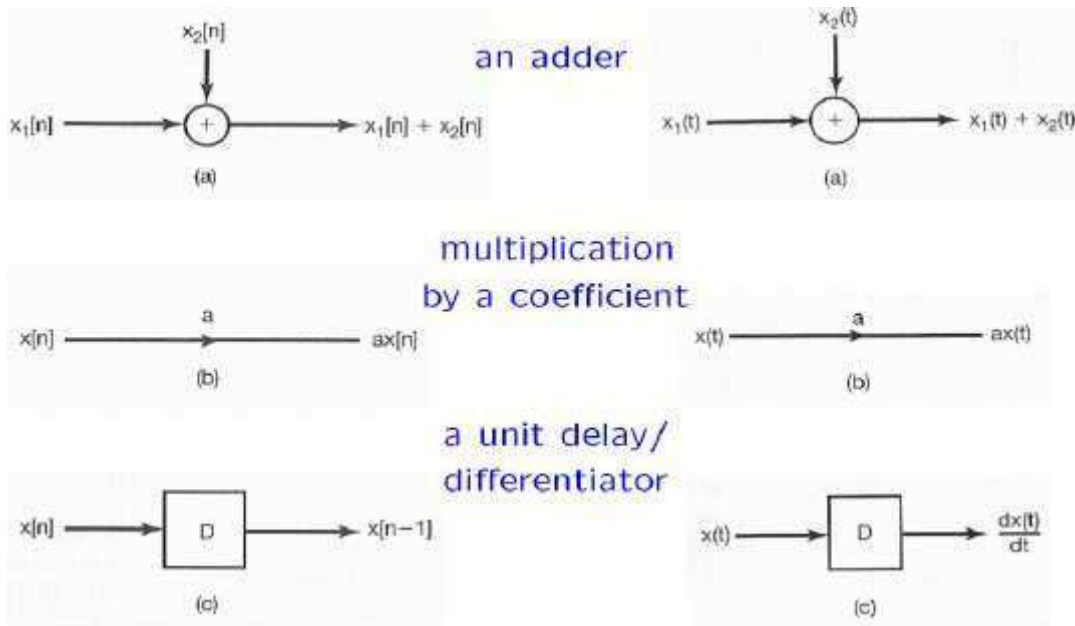 x₂[n]
x₁[n]
+
x₁[n] + x₂[n]
(a)
an adder
x₂(t)
x₁(t)
+
x₁(t) + x₂(t)
(a)
multiplication
by a coefficient
x[n]
a
ax[n]
(b)
x(t)
a
ax(t)
(b)
a unit delay/
differentiator
x[n]
D
x[n−1]
(c)
x(t)
D
dx(t)
dt
(c)